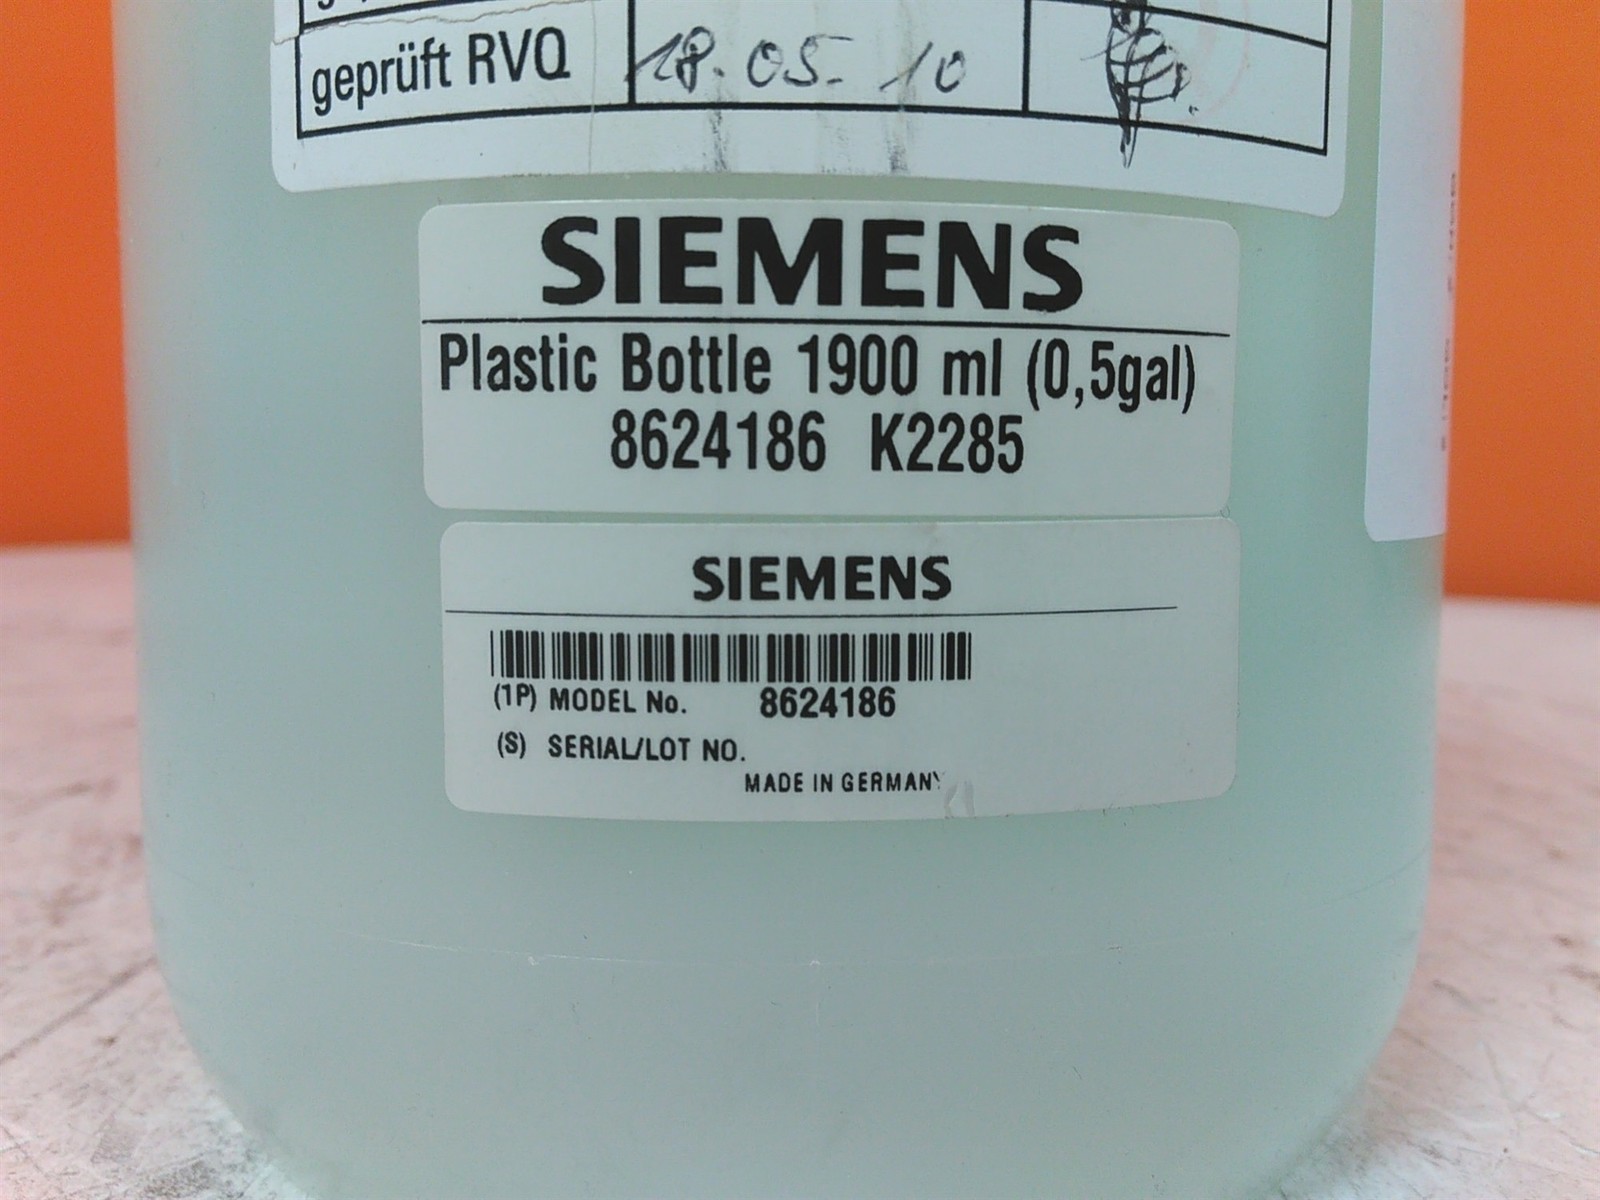 geprüft RVQ 18.05.10
SIEMENS
Plastic Bottle 1900 ml (0,5gal)
8624186 K2285
SIEMENS
(1P) MODEL No. 8624186
(S) SERIAL/LOT NO.
MADE IN GERMANY